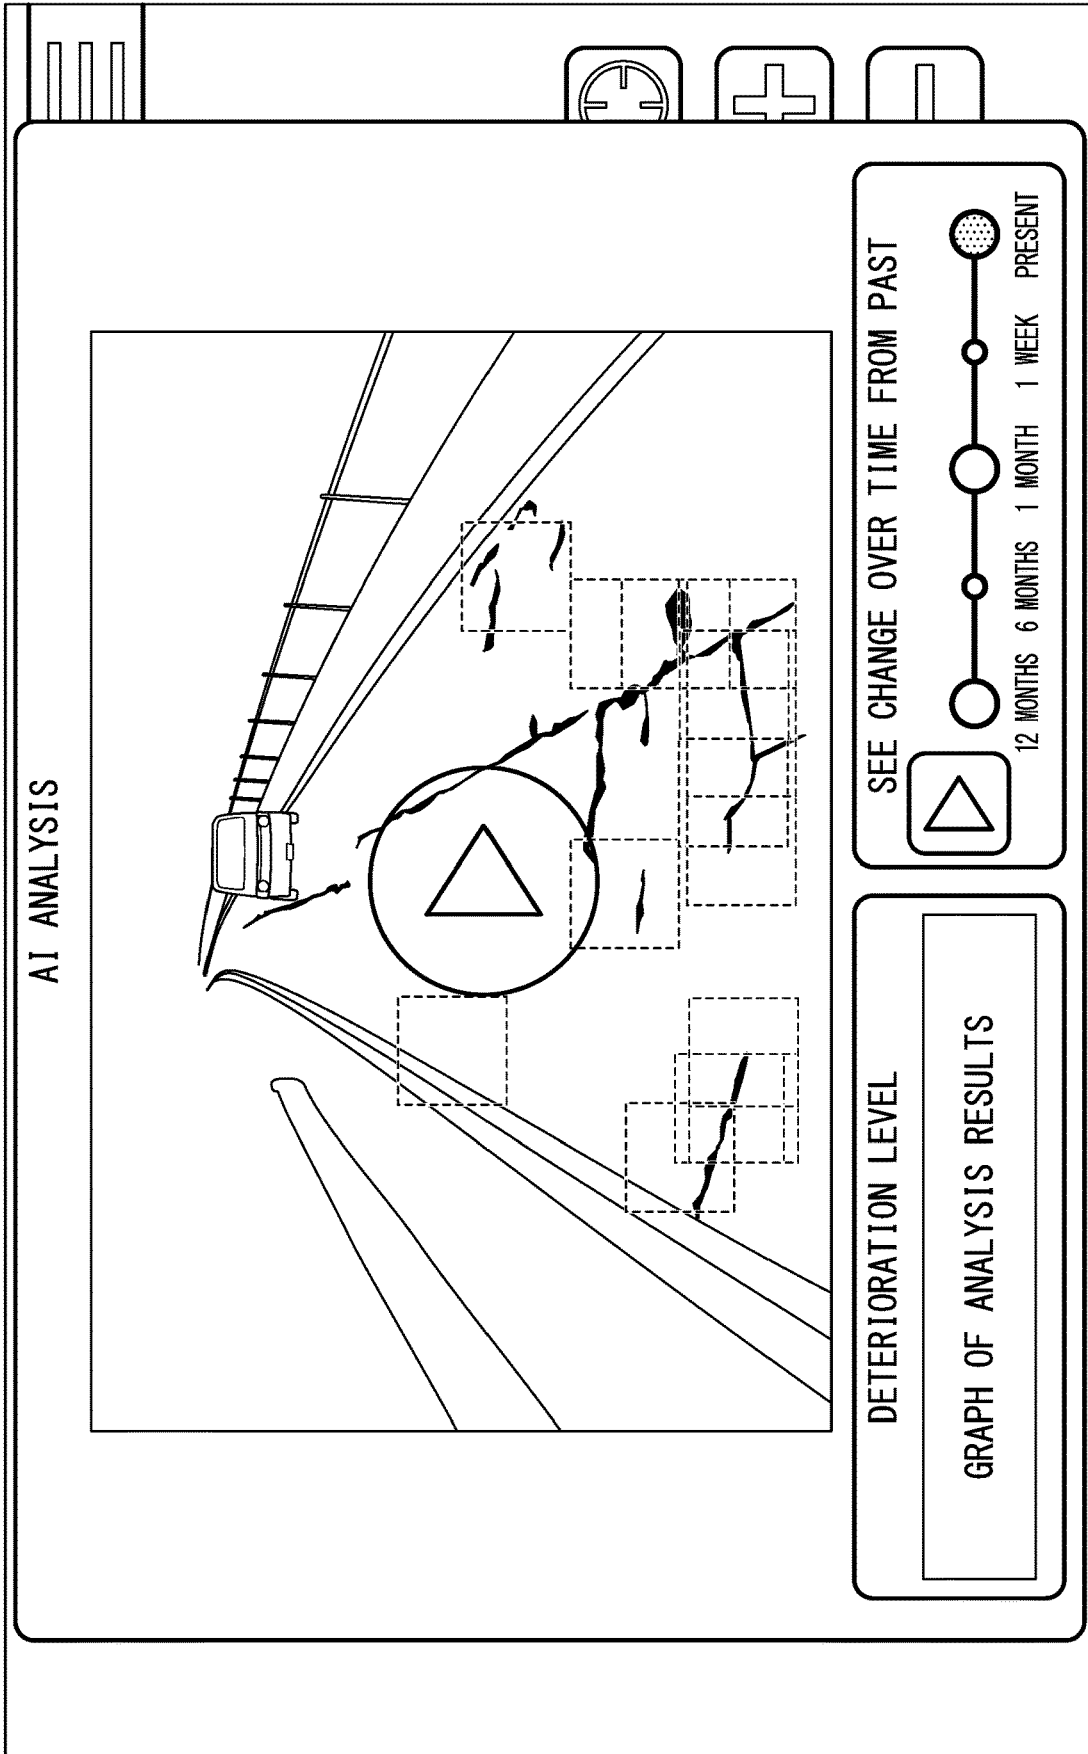 AI ANALYSIS
DETERIORATION LEVEL
GRAPH OF ANALYSIS RESULTS
SEE CHANGE OVER TIME FROM PAST
12 MONTHS 6 MONTHS 1 MONTH 1 WEEK PRESENT